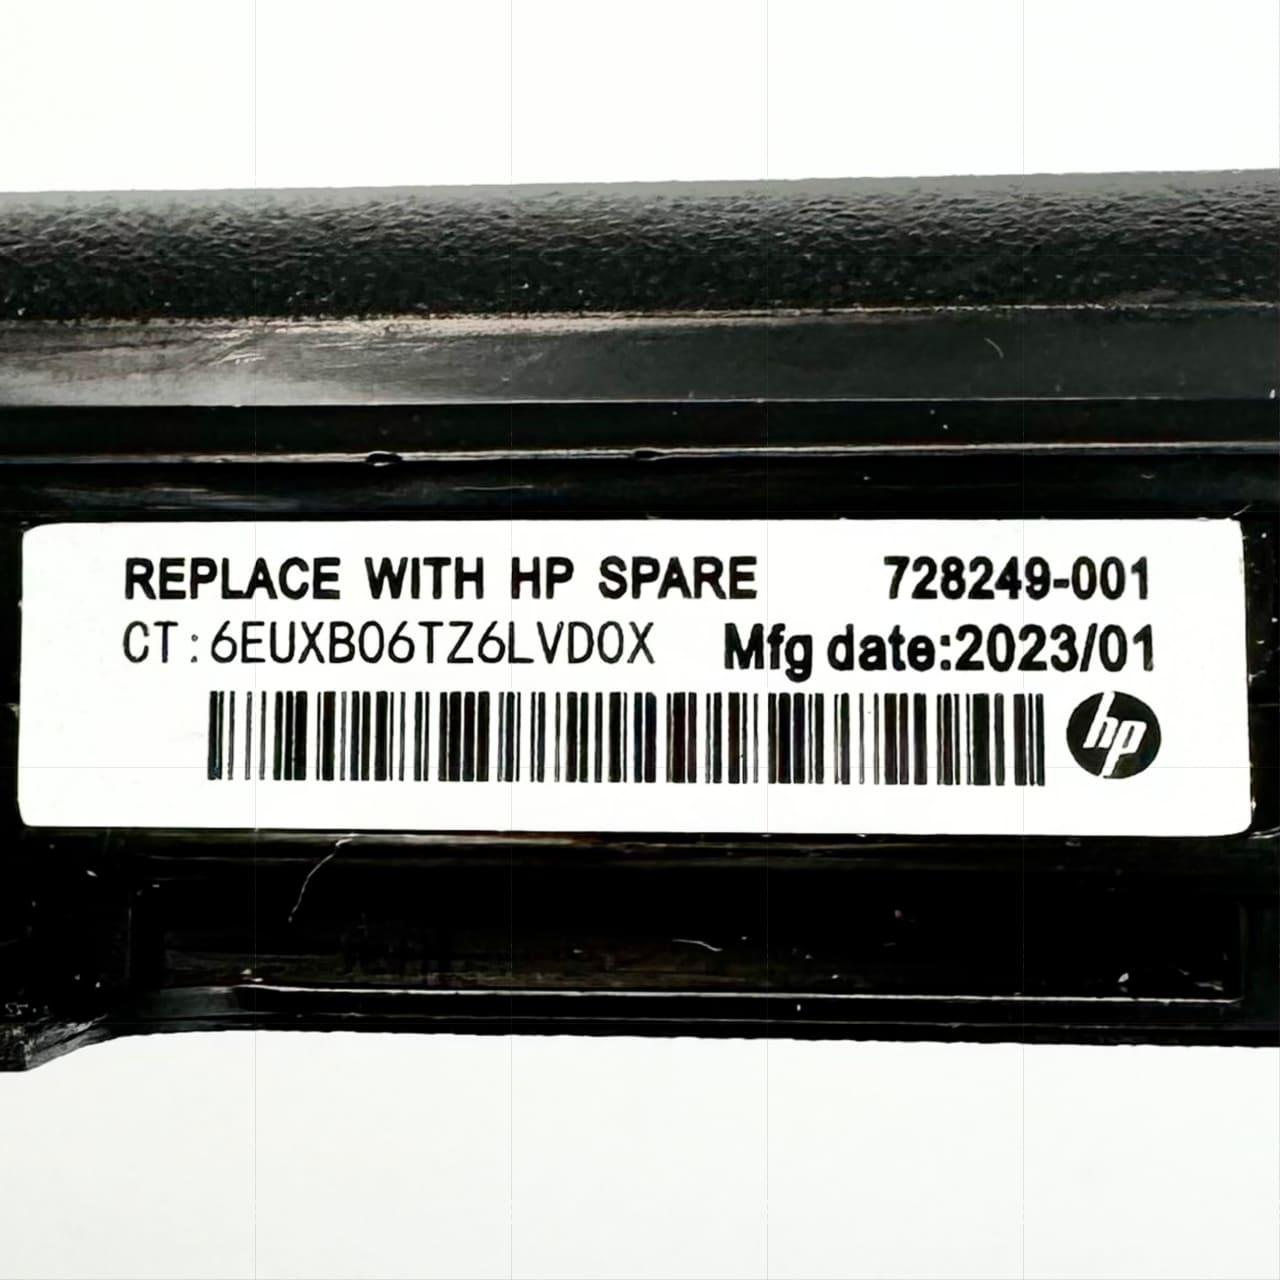 REPLACE WITH HP SPARE 728249-001
CT:6EUXB06TZ6LVD0X Mfg date:2023/01
hp